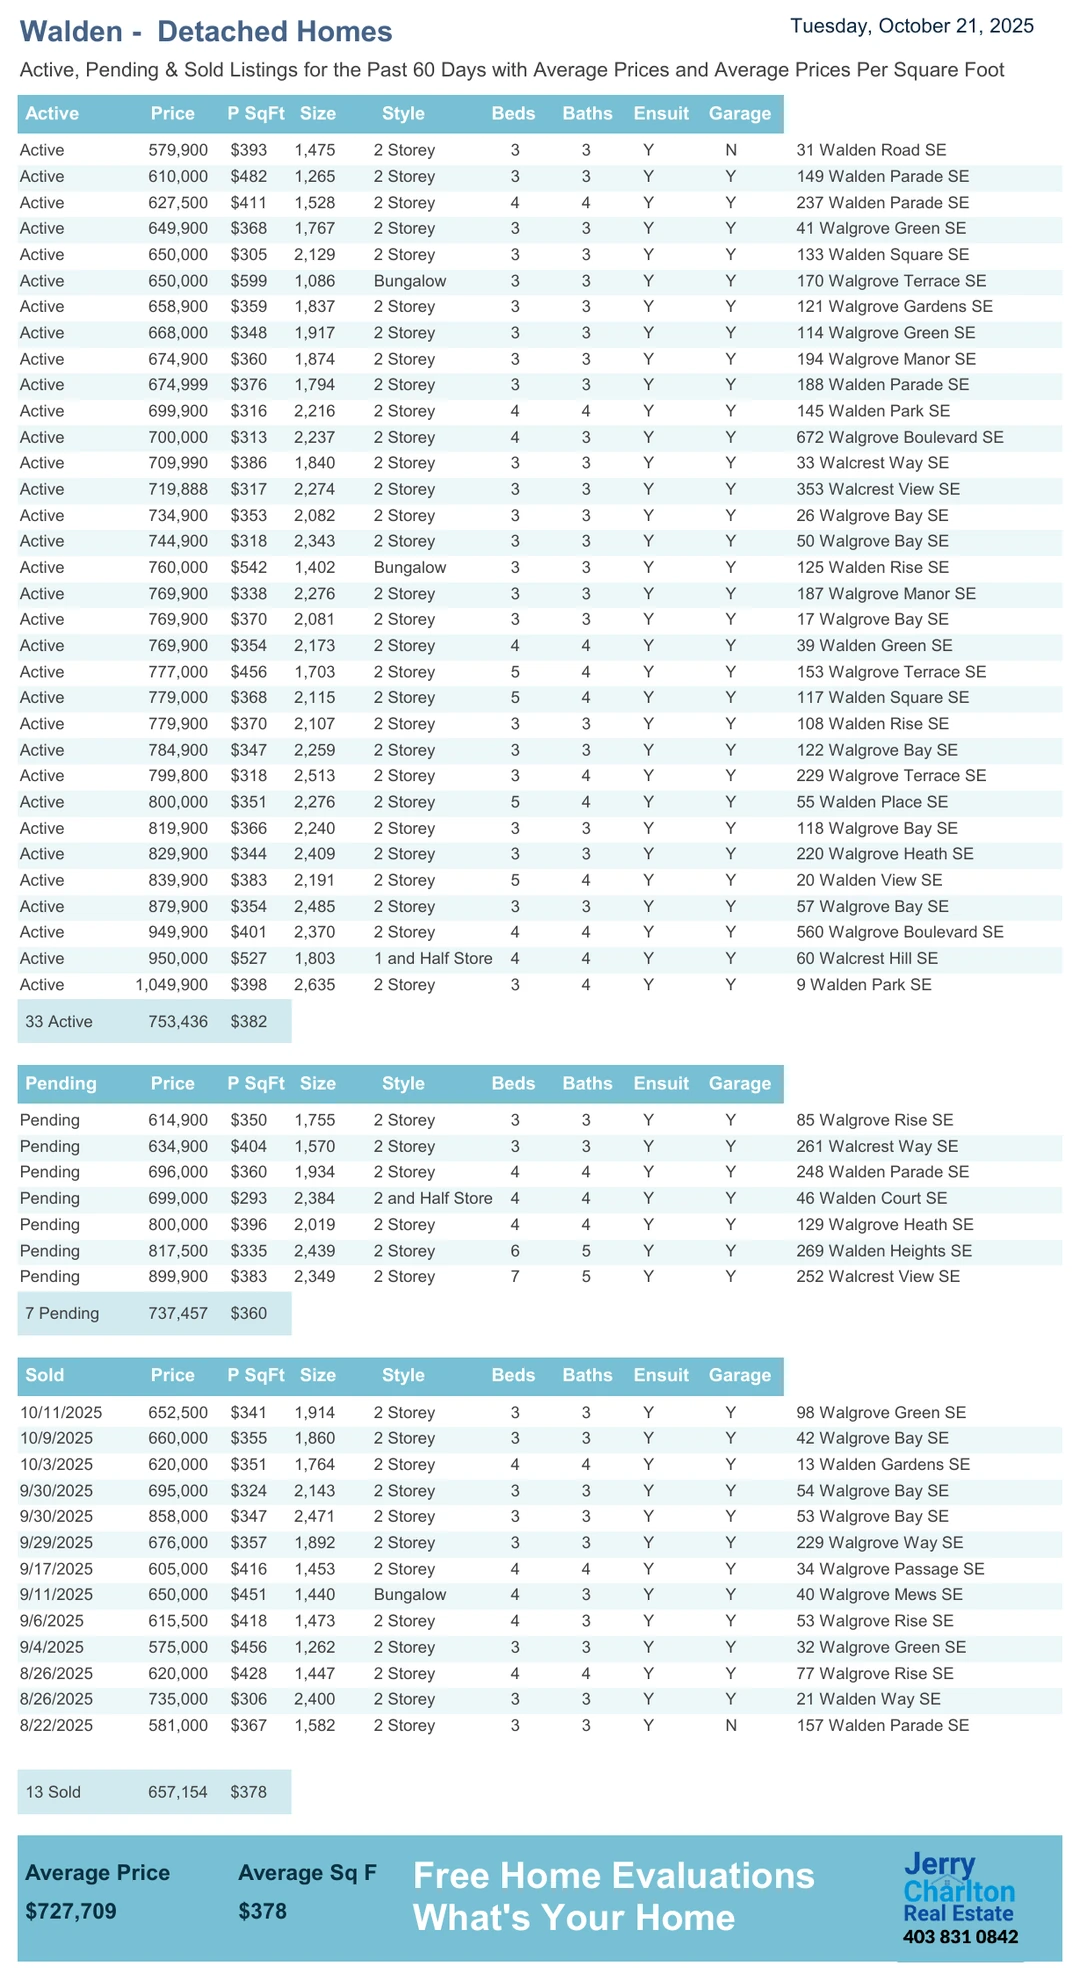 Walden -  Detached Homes
Tuesday, October 21, 2025
Active, Pending & Sold Listings for the Past 60 Days with Average Prices and Average Prices Per Square Foot
Active Price P SqFt Size Style Beds Baths Ensuit Garage
Active 579,900 $393 1,475 2 Storey 3 3 Y N 31 Walden Road SE
Active 610,000 $482 1,265 2 Storey 3 3 Y Y 149 Walden Parade SE
Active 627,500 $411 1,528 2 Storey 4 4 Y Y 237 Walden Parade SE
Active 649,900 $368 1,767 2 Storey 3 3 Y Y 41 Walgrove Green SE
Active 650,000 $305 2,129 2 Storey 3 3 Y Y 133 Walden Square SE
Active 650,000 $599 1,086 Bungalow 3 3 Y Y 170 Walgrove Terrace SE
Active 658,900 $359 1,837 2 Storey 3 3 Y Y 121 Walgrove Gardens SE
Active 668,000 $348 1,917 2 Storey 3 3 Y Y 114 Walgrove Green SE
Active 674,900 $360 1,874 2 Storey 3 3 Y Y 194 Walgrove Manor SE
Active 674,999 $376 1,794 2 Storey 3 3 Y Y 188 Walden Parade SE
Active 699,900 $316 2,216 2 Storey 4 4 Y Y 145 Walden Park SE
Active 700,000 $313 2,237 2 Storey 4 3 Y Y 672 Walgrove Boulevard SE
Active 709,990 $386 1,840 2 Storey 3 3 Y Y 33 Walcrest Way SE
Active 719,888 $317 2,274 2 Storey 3 3 Y Y 353 Walcrest View SE
Active 734,900 $353 2,082 2 Storey 3 3 Y Y 26 Walgrove Bay SE
Active 744,900 $318 2,343 2 Storey 3 3 Y Y 50 Walgrove Bay SE
Active 760,000 $542 1,402 Bungalow 3 3 Y Y 125 Walden Rise SE
Active 769,900 $338 2,276 2 Storey 3 3 Y Y 187 Walgrove Manor SE
Active 769,900 $370 2,081 2 Storey 3 3 Y Y 17 Walgrove Bay SE
Active 769,900 $354 2,173 2 Storey 4 4 Y Y 39 Walden Green SE
Active 777,000 $456 1,703 2 Storey 5 4 Y Y 153 Walgrove Terrace SE
Active 779,000 $368 2,115 2 Storey 5 4 Y Y 117 Walden Square SE
Active 779,900 $370 2,107 2 Storey 3 3 Y Y 108 Walden Rise SE
Active 784,900 $347 2,259 2 Storey 3 3 Y Y 122 Walgrove Bay SE
Active 799,800 $318 2,513 2 Storey 3 4 Y Y 229 Walgrove Terrace SE
Active 800,000 $351 2,276 2 Storey 5 4 Y Y 55 Walden Place SE
Active 819,900 $366 2,240 2 Storey 3 3 Y Y 118 Walgrove Bay SE
Active 829,900 $344 2,409 2 Storey 3 3 Y Y 220 Walgrove Heath SE
Active 839,900 $383 2,191 2 Storey 5 4 Y Y 20 Walden View SE
Active 879,900 $354 2,485 2 Storey 3 3 Y Y 57 Walgrove Bay SE
Active 949,900 $401 2,370 2 Storey 4 4 Y Y 560 Walgrove Boulevard SE
Active 950,000 $527 1,803 1 and Half Store 4 4 Y Y 60 Walcrest Hill SE
Active 1,049,900 $398 2,635 2 Storey 3 4 Y Y 9 Walden Park SE
33 Active 753,436 $382
Pending Price P SqFt Size Style Beds Baths Ensuit Garage
Pending 614,900 $350 1,755 2 Storey 3 3 Y Y 85 Walgrove Rise SE
Pending 634,900 $404 1,570 2 Storey 3 3 Y Y 261 Walcrest Way SE
Pending 696,000 $360 1,934 2 Storey 4 4 Y Y 248 Walden Parade SE
Pending 699,000 $293 2,384 2 and Half Store 4 4 Y Y 46 Walden Court SE
Pending 800,000 $396 2,019 2 Storey 4 4 Y Y 129 Walgrove Heath SE
Pending 817,500 $335 2,439 2 Storey 6 5 Y Y 269 Walden Heights SE
Pending 899,900 $383 2,349 2 Storey 7 5 Y Y 252 Walcrest View SE
7 Pending 737,457 $360
Sold Price P SqFt Size Style Beds Baths Ensuit Garage
10/11/2025 652,500 $341 1,914 2 Storey 3 3 Y Y 98 Walgrove Green SE
10/9/2025 660,000 $355 1,860 2 Storey 3 3 Y Y 42 Walgrove Bay SE
10/3/2025 620,000 $351 1,764 2 Storey 4 4 Y Y 13 Walden Gardens SE
9/30/2025 695,000 $324 2,143 2 Storey 3 3 Y Y 54 Walgrove Bay SE
9/30/2025 858,000 $347 2,471 2 Storey 3 3 Y Y 53 Walgrove Bay SE
9/29/2025 676,000 $357 1,892 2 Storey 3 3 Y Y 229 Walgrove Way SE
9/17/2025 605,000 $416 1,453 2 Storey 4 4 Y Y 34 Walgrove Passage SE
9/11/2025 650,000 $451 1,440 Bungalow 4 3 Y Y 40 Walgrove Mews SE
9/6/2025 615,500 $418 1,473 2 Storey 4 3 Y Y 53 Walgrove Rise SE
9/4/2025 575,000 $456 1,262 2 Storey 3 3 Y Y 32 Walgrove Green SE
8/26/2025 620,000 $428 1,447 2 Storey 4 4 Y Y 77 Walgrove Rise SE
8/26/2025 735,000 $306 2,400 2 Storey 3 3 Y Y 21 Walden Way SE
8/22/2025 581,000 $367 1,582 2 Storey 3 3 Y N 157 Walden Parade SE
13 Sold 657,154 $378
Average Price Average Sq F
$727,709 $378
Free Home Evaluations
What's Your Home
Jerry
Charlton
Real Estate
403 831 0842